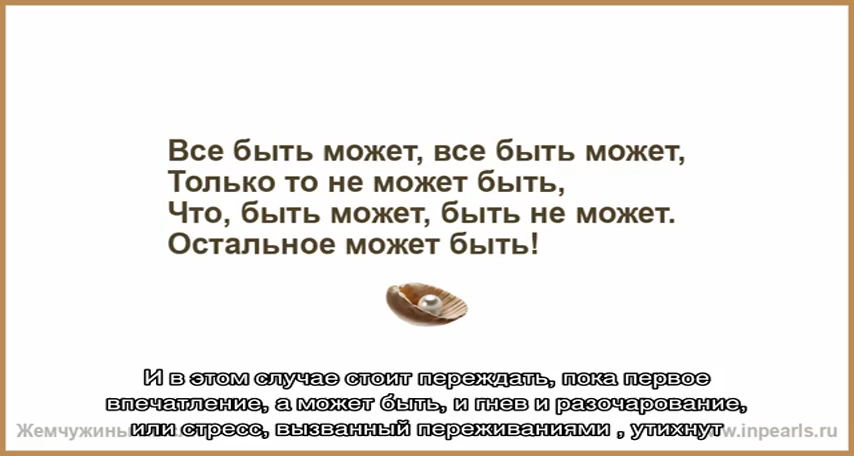 Все быть может, все быть может,
Только то не может быть,
Что, быть может, быть не может.
Остальное может быть!
И в этом случае стоит переждать, пока первое
впечатление, а может быть, и гнев и разочарование,
или стресс, вызванный переживаниями , утихнут
www.inpearls.ru